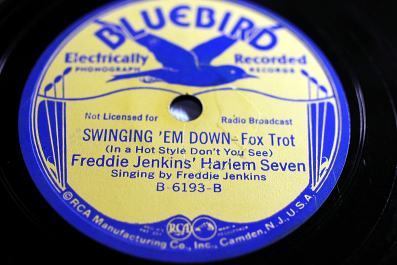 BLUEBIRD
Electrically Recorded
PHONOGRAPH RECORDS
Not Licensed for Radio Broadcast
SWINGING 'EM DOWN-Fox Trot
(In a Hot Style Don't You See)
Freddie Jenkins' Harlem Seven
Singing by Freddie Jenkins
B-6193-B
RCA
©RCA Manufacturing Co., Inc., Camden, N.J., U.S.A.